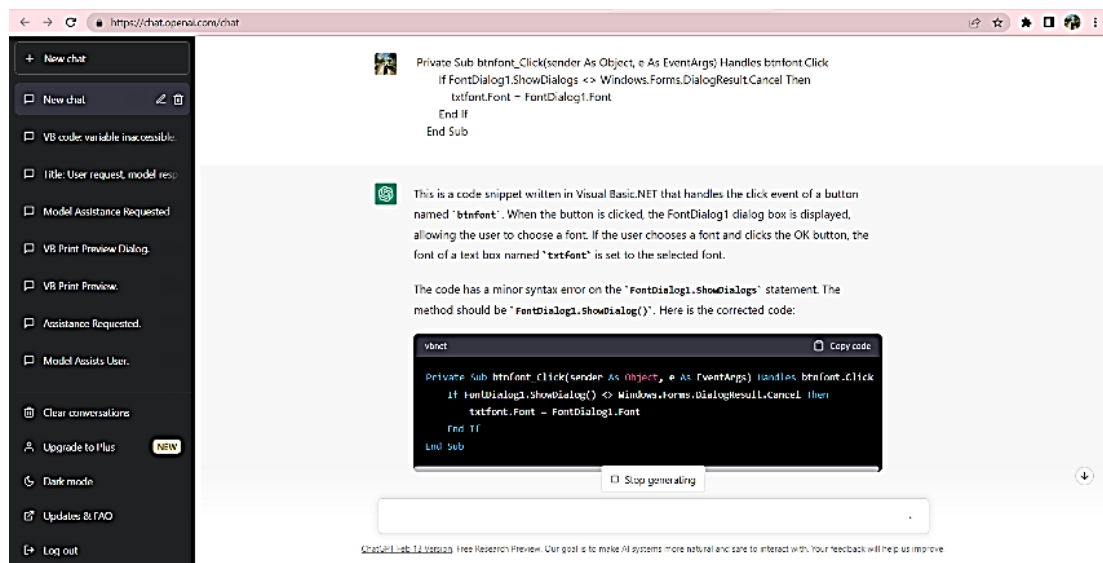 https://chat.openai.com/chat
+ New chat
New chat
VB code: variable inaccessible.
Title: User request, model resp
Model Assistance Requested
VB Print Preview Dialog.
VB Print Preview.
Assistance Requested.
Model Assists User.
Clear conversations
Upgrade to Plus NEW
Dark mode
Updates & FAQ
Log out
Private Sub btnfont_Click(sender As Object, e As EventArgs) Handles btnfont.Click
If FontDialog1.ShowDialogs <> Windows.Forms.DialogResult.Cancel Then
txtfont.Font = FontDialog1.Font
End If
End Sub
This is a code snippet written in Visual Basic.NET that handles the click event of a button
named `btnfont`. When the button is clicked, the FontDialog1 dialog box is displayed,
allowing the user to choose a font. If the user chooses a font and clicks the OK button, the
font of a text box named `txtfont` is set to the selected font.
The code has a minor syntax error on the `FontDialog1.ShowDialogs` statement. The
method should be `FontDialog1.ShowDialog()`. Here is the corrected code:
vbnet Copy code
Private Sub btnfont_Click(sender As Object, e As EventArgs) Handles btnfont.Click
If FontDialog1.ShowDialog() <> Windows.Forms.DialogResult.Cancel Then
txtfont.Font = FontDialog1.Font
End If
End Sub
Stop generating
ChatGPT Feb 13 Version. Free Research Preview. Our goal is to make AI systems more natural and safe to interact with. Your feedback will help us improve.